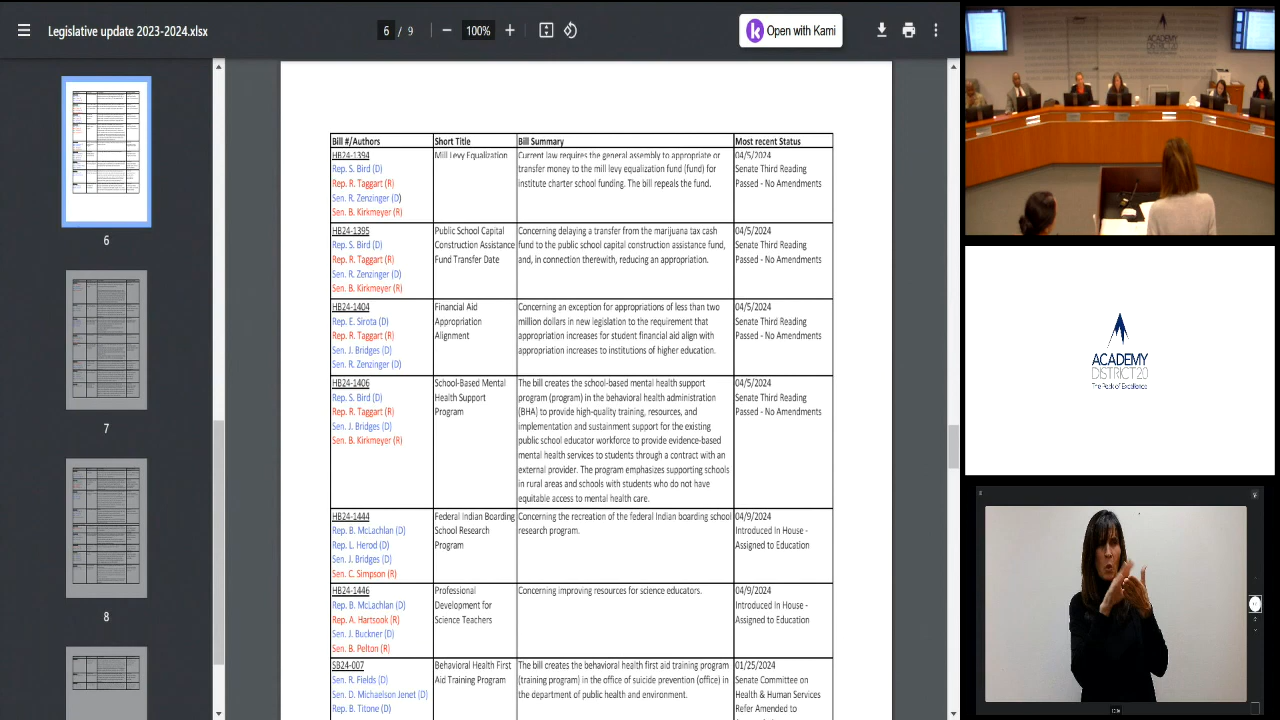 Legislative update 2023-2024.xlsx
6 / 9
100%
Open with Kami
6
7
8
Bill #/Authors Short Title Bill Summary Most recent Status
HB24-1394 Mill Levy Equalization Current law requires the general assembly to appropriate or 04/5/2024
Rep. S. Bird (D) transfer money to the mill levy equalization fund (fund) for Senate Third Reading
Rep. R. Taggart (R) institute charter school funding. The bill repeals the fund. Passed - No Amendments
Sen. R. Zenzinger (D)
Sen. B. Kirkmeyer (R)
HB24-1395 Public School Capital Concerning delaying a transfer from the marijuana tax cash 04/5/2024
Rep. S. Bird (D) Construction Assistance fund to the public school capital construction assistance fund, Senate Third Reading
Rep. R. Taggart (R) Fund Transfer Date and, in connection therewith, reducing an appropriation. Passed - No Amendments
Sen. R. Zenzinger (D)
Sen. B. Kirkmeyer (R)
HB24-1404 Financial Aid Concerning an exception for appropriations of less than two 04/5/2024
Rep. E. Sirota (D) Appropriation million dollars in new legislation to the requirement that Senate Third Reading
Rep. R. Taggart (R) Alignment appropriation increases for student financial aid align with Passed - No Amendments
Sen. J. Bridges (D) appropriation increases to institutions of higher education.
Sen. R. Zenzinger (D)
HB24-1406 School-Based Mental The bill creates the school-based mental health support 04/5/2024
Rep. S. Bird (D) Health Support program (program) in the behavioral health administration Senate Third Reading
Rep. R. Taggart (R) Program (BHA) to provide high-quality training, resources, and Passed - No Amendments
Sen. J. Bridges (D) implementation and sustainment support for the existing
Sen. B. Kirkmeyer (R) public school educator workforce to provide evidence-based
mental health services to students through a contract with an
external provider. The program emphasizes supporting schools
in rural areas and schools with students who do not have
equitable access to mental health care.
HB24-1444 Federal Indian Boarding Concerning the recreation of the federal Indian boarding school 04/9/2024
Rep. B. McLachlan (D) School Research research program. Introduced In House -
Rep. L. Herod (D) Program Assigned to Education
Sen. J. Bridges (D)
Sen. C. Simpson (R)
HB24-1446 Professional Concerning improving resources for science educators. 04/9/2024
Rep. B. McLachlan (D) Development for Introduced In House -
Rep. A. Hartsook (R) Science Teachers Assigned to Education
Sen. J. Buckner (D)
Sen. B. Pelton (R)
SB24-007 Behavioral Health First The bill creates the behavioral health first aid training program 01/25/2024
Sen. R. Fields (D) Aid Training Program (training program) in the office of suicide prevention (office) in Senate Committee on
Sen. D. Michaelson Jenet (D) the department of public health and environment. Health & Human Services
Rep. B. Titone (D) Refer Amended to
ACADEMY
DISTRICT 20
ACADEMY
DISTRICT20
The Peak of Excellence